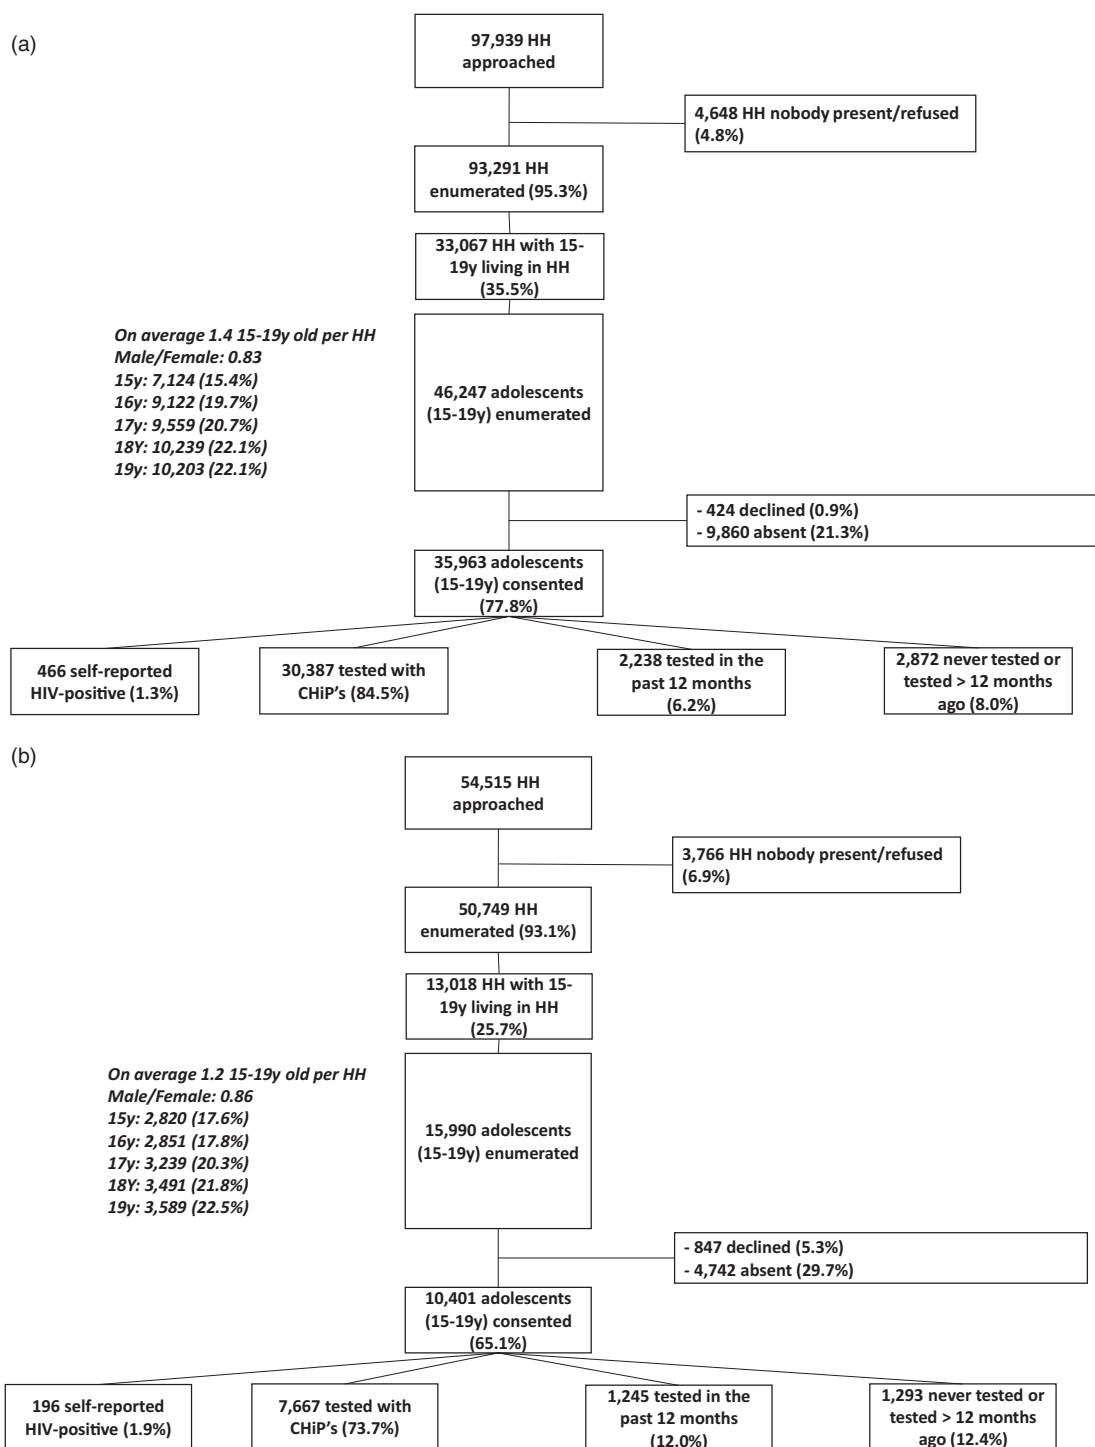 (a)
97,939 HH
approached
4,648 HH nobody present/refused
(4.8%)
93,291 HH
enumerated (95.3%)
33,067 HH with 15-
19y living in HH
(35.5%)
On average 1.4 15-19y old per HH
Male/Female: 0.83
15y: 7,124 (15.4%)
16y: 9,122 (19.7%)
17y: 9,559 (20.7%)
18Y: 10,239 (22.1%)
19y: 10,203 (22.1%)
46,247 adolescents
(15-19y) enumerated
- 424 declined (0.9%)
- 9,860 absent (21.3%)
35,963 adolescents
(15-19y) consented
(77.8%)
466 self-reported
HIV-positive (1.3%)
30,387 tested with
CHiP's (84.5%)
2,238 tested in the
past 12 months
(6.2%)
2,872 never tested or
tested > 12 months
ago (8.0%)
(b)
54,515 HH
approached
3,766 HH nobody present/refused
(6.9%)
50,749 HH
enumerated (93.1%)
13,018 HH with 15-
19y living in HH
(25.7%)
On average 1.2 15-19y old per HH
Male/Female: 0.86
15y: 2,820 (17.6%)
16y: 2,851 (17.8%)
17y: 3,239 (20.3%)
18Y: 3,491 (21.8%)
19y: 3,589 (22.5%)
15,990 adolescents
(15-19y) enumerated
- 847 declined (5.3%)
- 4,742 absent (29.7%)
10,401 adolescents
(15-19y) consented
(65.1%)
196 self-reported
HIV-positive (1.9%)
7,667 tested with
CHiP's (73.7%)
1,245 tested in the
past 12 months
(12.0%)
1,293 never tested or
tested > 12 months
ago (12.4%)